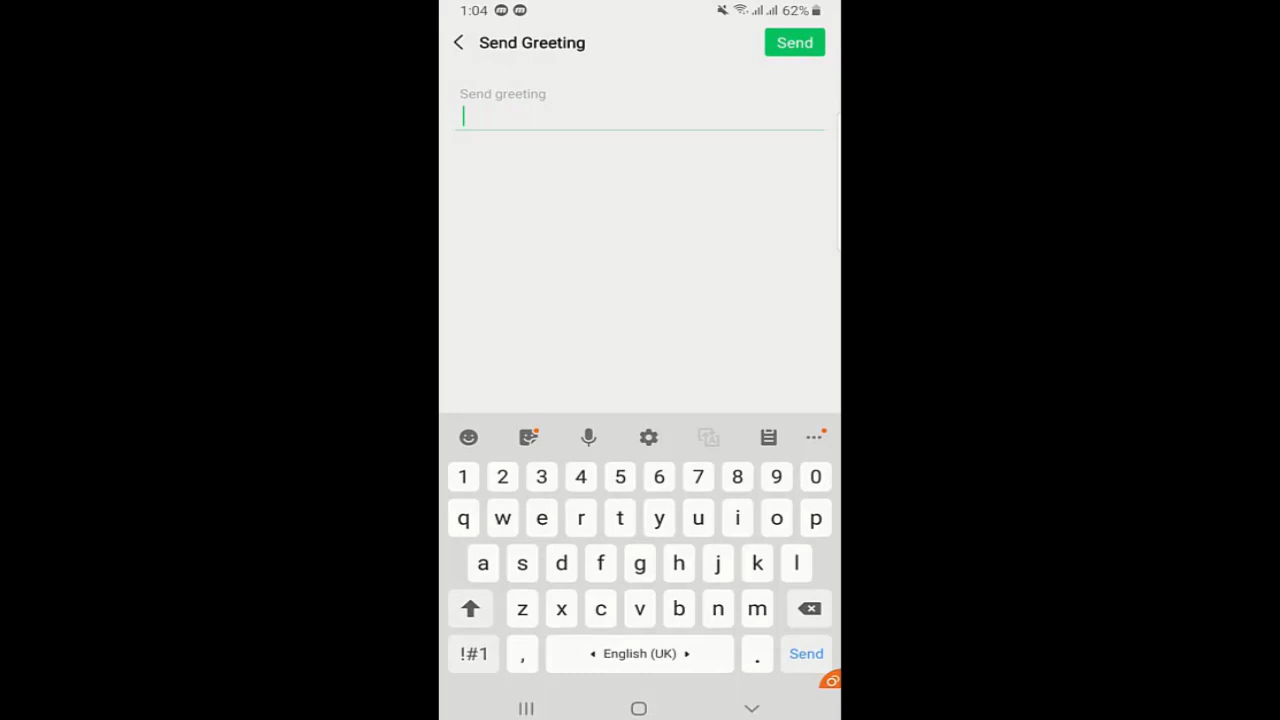 1:04 62%
Send Greeting Send
Send greeting
1 2 3 4 5 6 7 8 9 0
q w e r t y u i o p
a s d f g h j k l
z x c v b n m
!#1 , English (UK) . Send